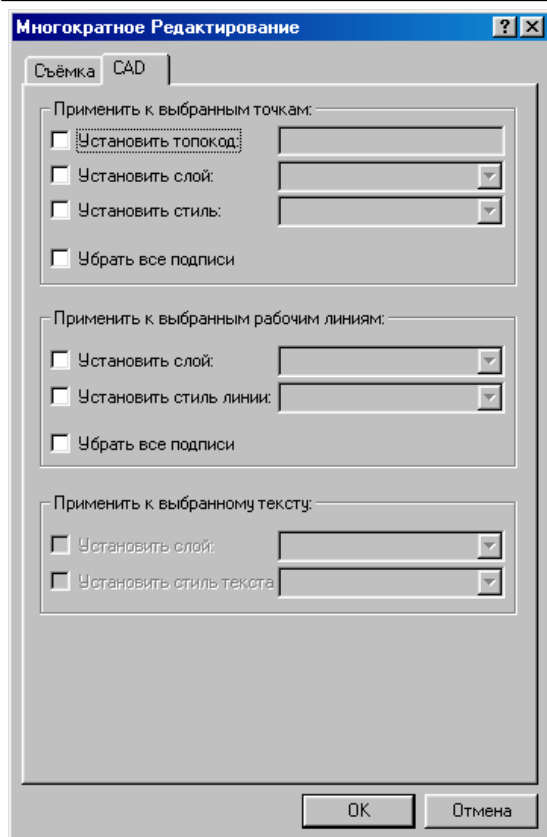 Многократное Редактирование
Съёмка CAD
Применить к выбранным точкам:
Установить топокод:
Установить слой:
Установить стиль:
Убрать все подписи
Применить к выбранным рабочим линиям:
Установить слой:
Установить стиль линии:
Убрать все подписи
Применить к выбранному тексту:
Установить слой:
Установить стиль текста
OK Отмена